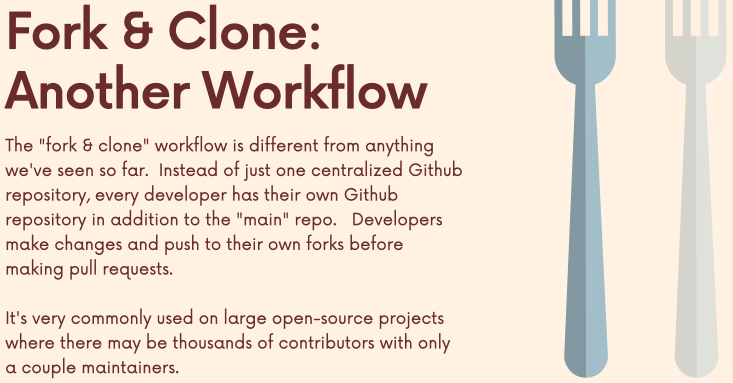 Fork & Clone:
Another Workflow
The "fork & clone" workflow is different from anything
we've seen so far.  Instead of just one centralized Github
repository, every developer has their own Github
repository in addition to the "main" repo.   Developers
make changes and push to their own forks before
making pull requests.
It's very commonly used on large open-source projects
where there may be thousands of contributors with only
a couple maintainers.